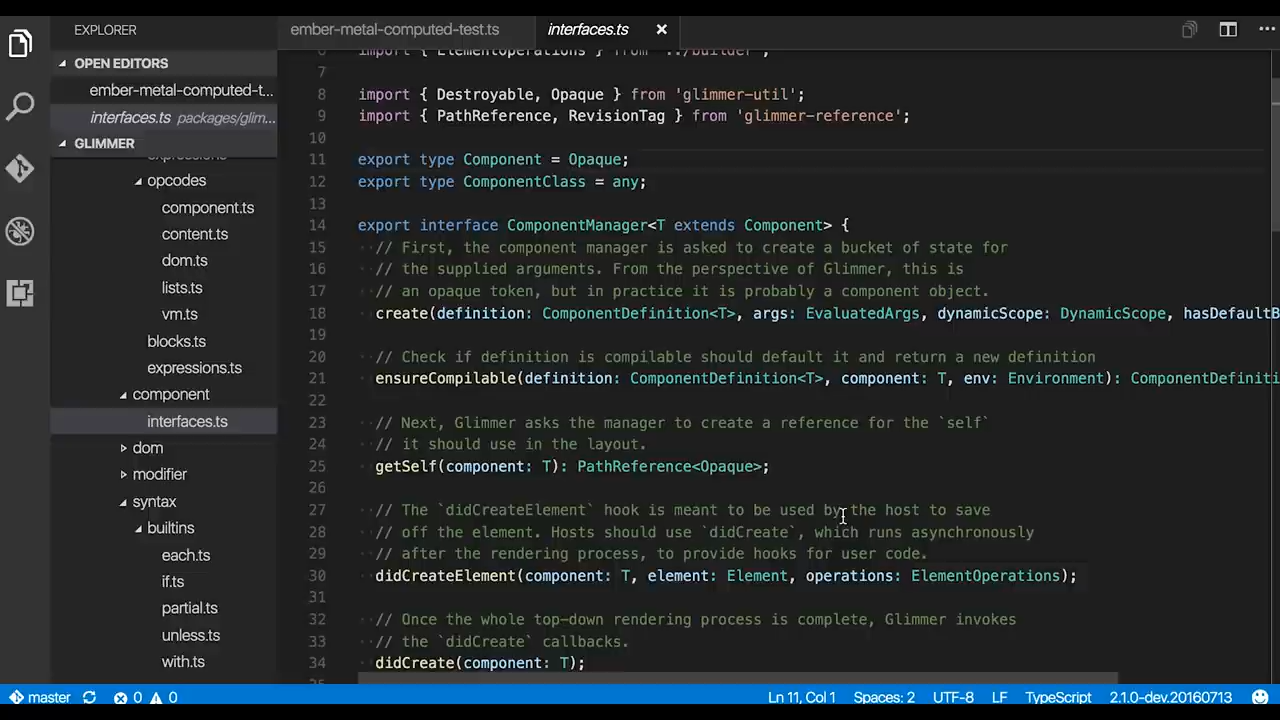 EXPLORER
ember-metal-computed-test.ts
interfaces.ts
OPEN EDITORS
ember-metal-computed-t...
interfaces.ts packages/glim...
GLIMMER
expressions
opcodes
component.ts
content.ts
dom.ts
lists.ts
vm.ts
blocks.ts
expressions.ts
component
interfaces.ts
dom
modifier
syntax
builtins
each.ts
if.ts
partial.ts
unless.ts
with.ts
6 import { ElementOperations } from '../builder';
7
8 import { Destroyable, Opaque } from 'glimmer-util';
9 import { PathReference, RevisionTag } from 'glimmer-reference';
10
11 export type Component = Opaque;
12 export type ComponentClass = any;
13
14 export interface ComponentManager<T extends Component> {
15 // First, the component manager is asked to create a bucket of state for
16 // the supplied arguments. From the perspective of Glimmer, this is
17 // an opaque token, but in practice it is probably a component object.
18 create(definition: ComponentDefinition<T>, args: EvaluatedArgs, dynamicScope: DynamicScope, hasDefaultB
19
20 // Check if definition is compilable should default it and return a new definition
21 ensureCompilable(definition: ComponentDefinition<T>, component: T, env: Environment): ComponentDefiniti
22
23 // Next, Glimmer asks the manager to create a reference for the `self`
24 // it should use in the layout.
25 getSelf(component: T): PathReference<Opaque>;
26
27 // The `didCreateElement` hook is meant to be used by the host to save
28 // off the element. Hosts should use `didCreate`, which runs asynchronously
29 // after the rendering process, to provide hooks for user code.
30 didCreateElement(component: T, element: Element, operations: ElementOperations);
31
32 // Once the whole top-down rendering process is complete, Glimmer invokes
33 // the `didCreate` callbacks.
34 didCreate(component: T);
master 0 0 Ln 11, Col 1 Spaces: 2 UTF-8 LF TypeScript 2.1.0-dev.20160713